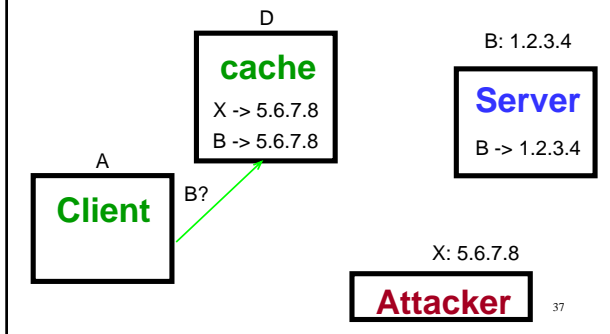 D
cache
X -> 5.6.7.8
B -> 5.6.7.8
B: 1.2.3.4
Server
B -> 1.2.3.4
A
Client
B?
X: 5.6.7.8
Attacker
37